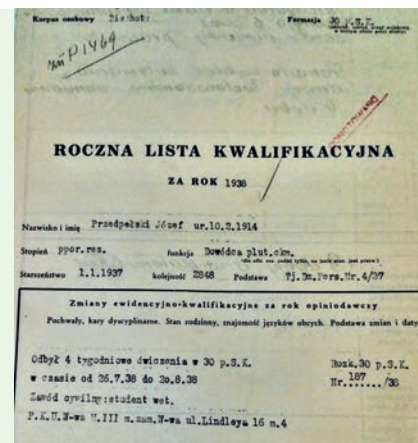 Korpus osobowy Piechoty Formacja 30 p.S.K.
P 1469
ODNOTOWANO
ROCZNA LISTA KWALIFIKACYJNA
ZA ROK 1938
Nazwisko i imię Przedpełski Józef ur.10.2.1914
Stopień ppor.rez. funkcja Dowódca plut.ckm.
Starszeństwo 1.1.1937 kolejność 2848 Podstawa Tj.Dz.Pers.Nr.4/37
Zmiany ewidencyjno-kwalifikacyjne za rok opiniodawczy
Pochwały, kary dyscyplinarne. Stan rodzinny, znajomość języków obcych. Podstawa zmian i daty
Odbył 4 tygodniowe ćwiczenia w 30 p.S.K. Rozk.30 p.S.K.
w czasie od 26.7.38 do 20.8.38 Nr. 187 /38
Zawód cywilny:student wet.
P.K.U.W-wa M.III m.zam.W-wa ul.Lindleya 16 m.4